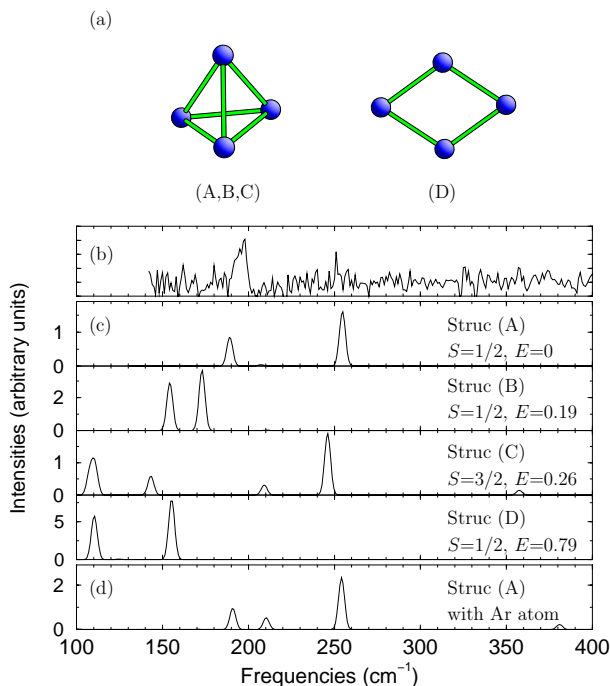 (a)
(A,B,C)
(D)
(b)
(c)
Struc (A)
S=1/2, E=0
1
0
Struc (B)
S=1/2, E=0.19
2
0
Struc (C)
S=3/2, E=0.26
1
0
Struc (D)
S=1/2, E=0.79
5
0
(d)
Struc (A)
with Ar atom
2
0
Intensities (arbitrary units)
100 150 200 250 300 350 400
Frequencies (cm⁻¹)